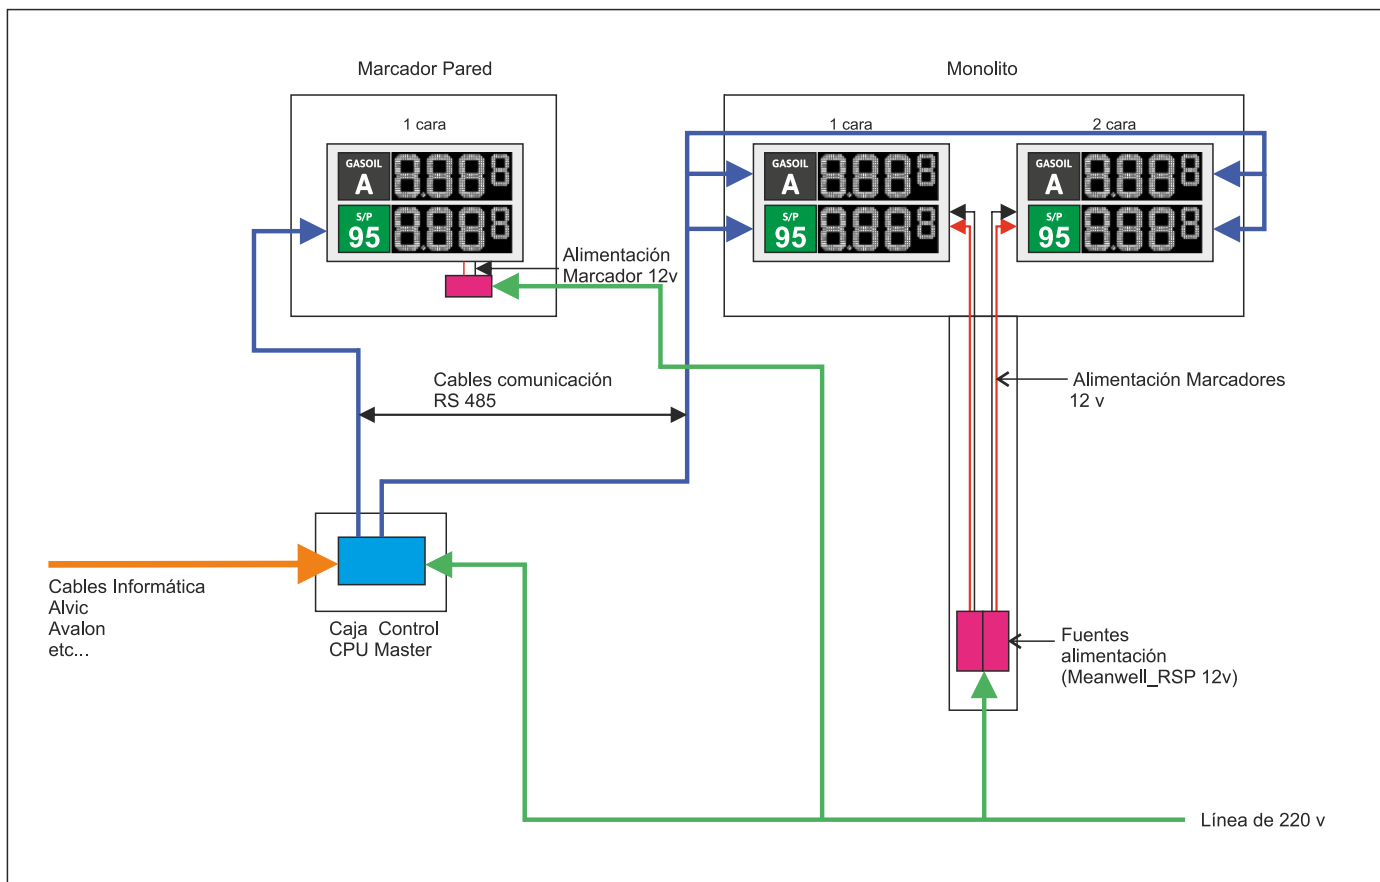 Marcador Pared
Monolito
1 cara
1 cara
2 cara
GASOIL
A
8.888
S/P
95
8.888
GASOIL
A
8.888
S/P
95
8.888
GASOIL
A
8.888
S/P
95
8.888
Alimentación
Marcador 12v
Cables comunicación
RS 485
Alimentación Marcadores
12 v
Cables Informática
Alvic
Avalon
etc...
Caja Control
CPU Master
Fuentes
alimentación
(Meanwell_RSP 12v)
Línea de 220 v